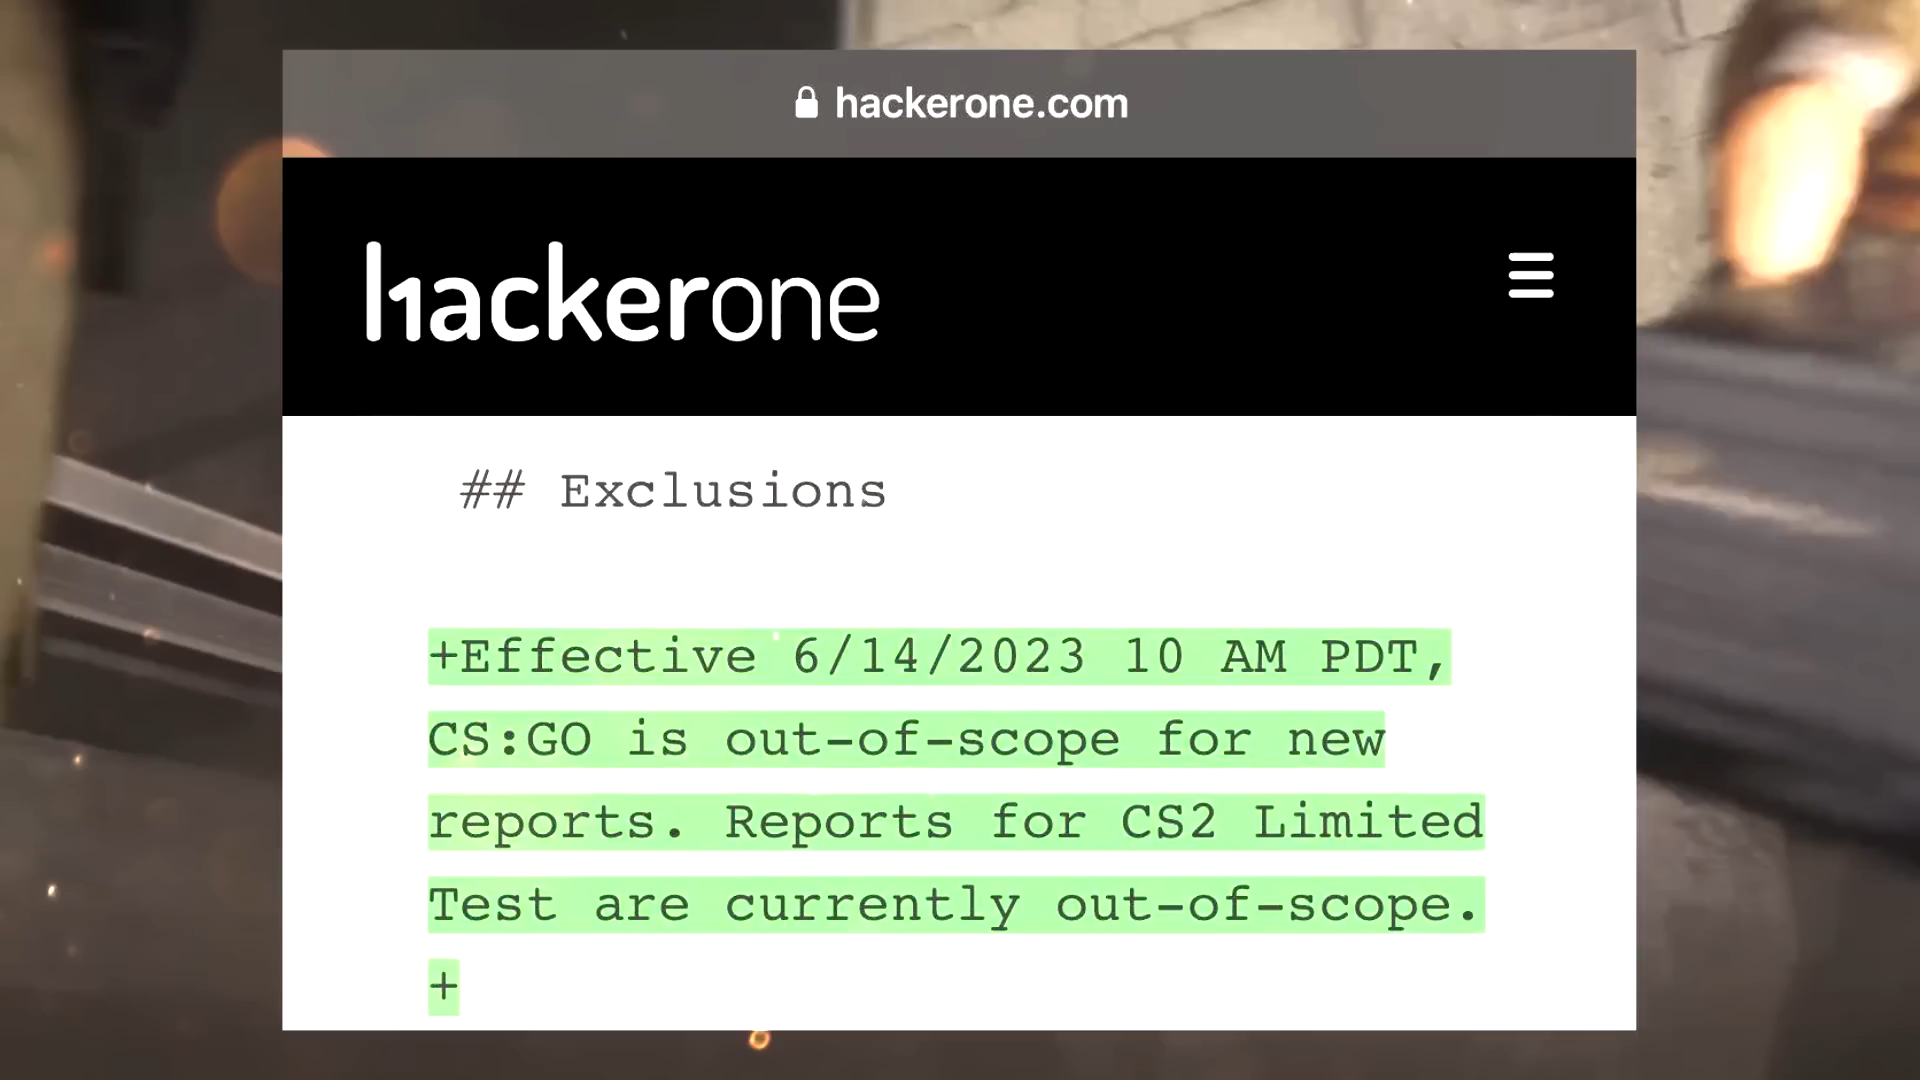 hackerone.com
hackerone
## Exclusions
+Effective 6/14/2023 10 AM PDT,
CS:GO is out-of-scope for new
reports. Reports for CS2 Limited
Test are currently out-of-scope.
+